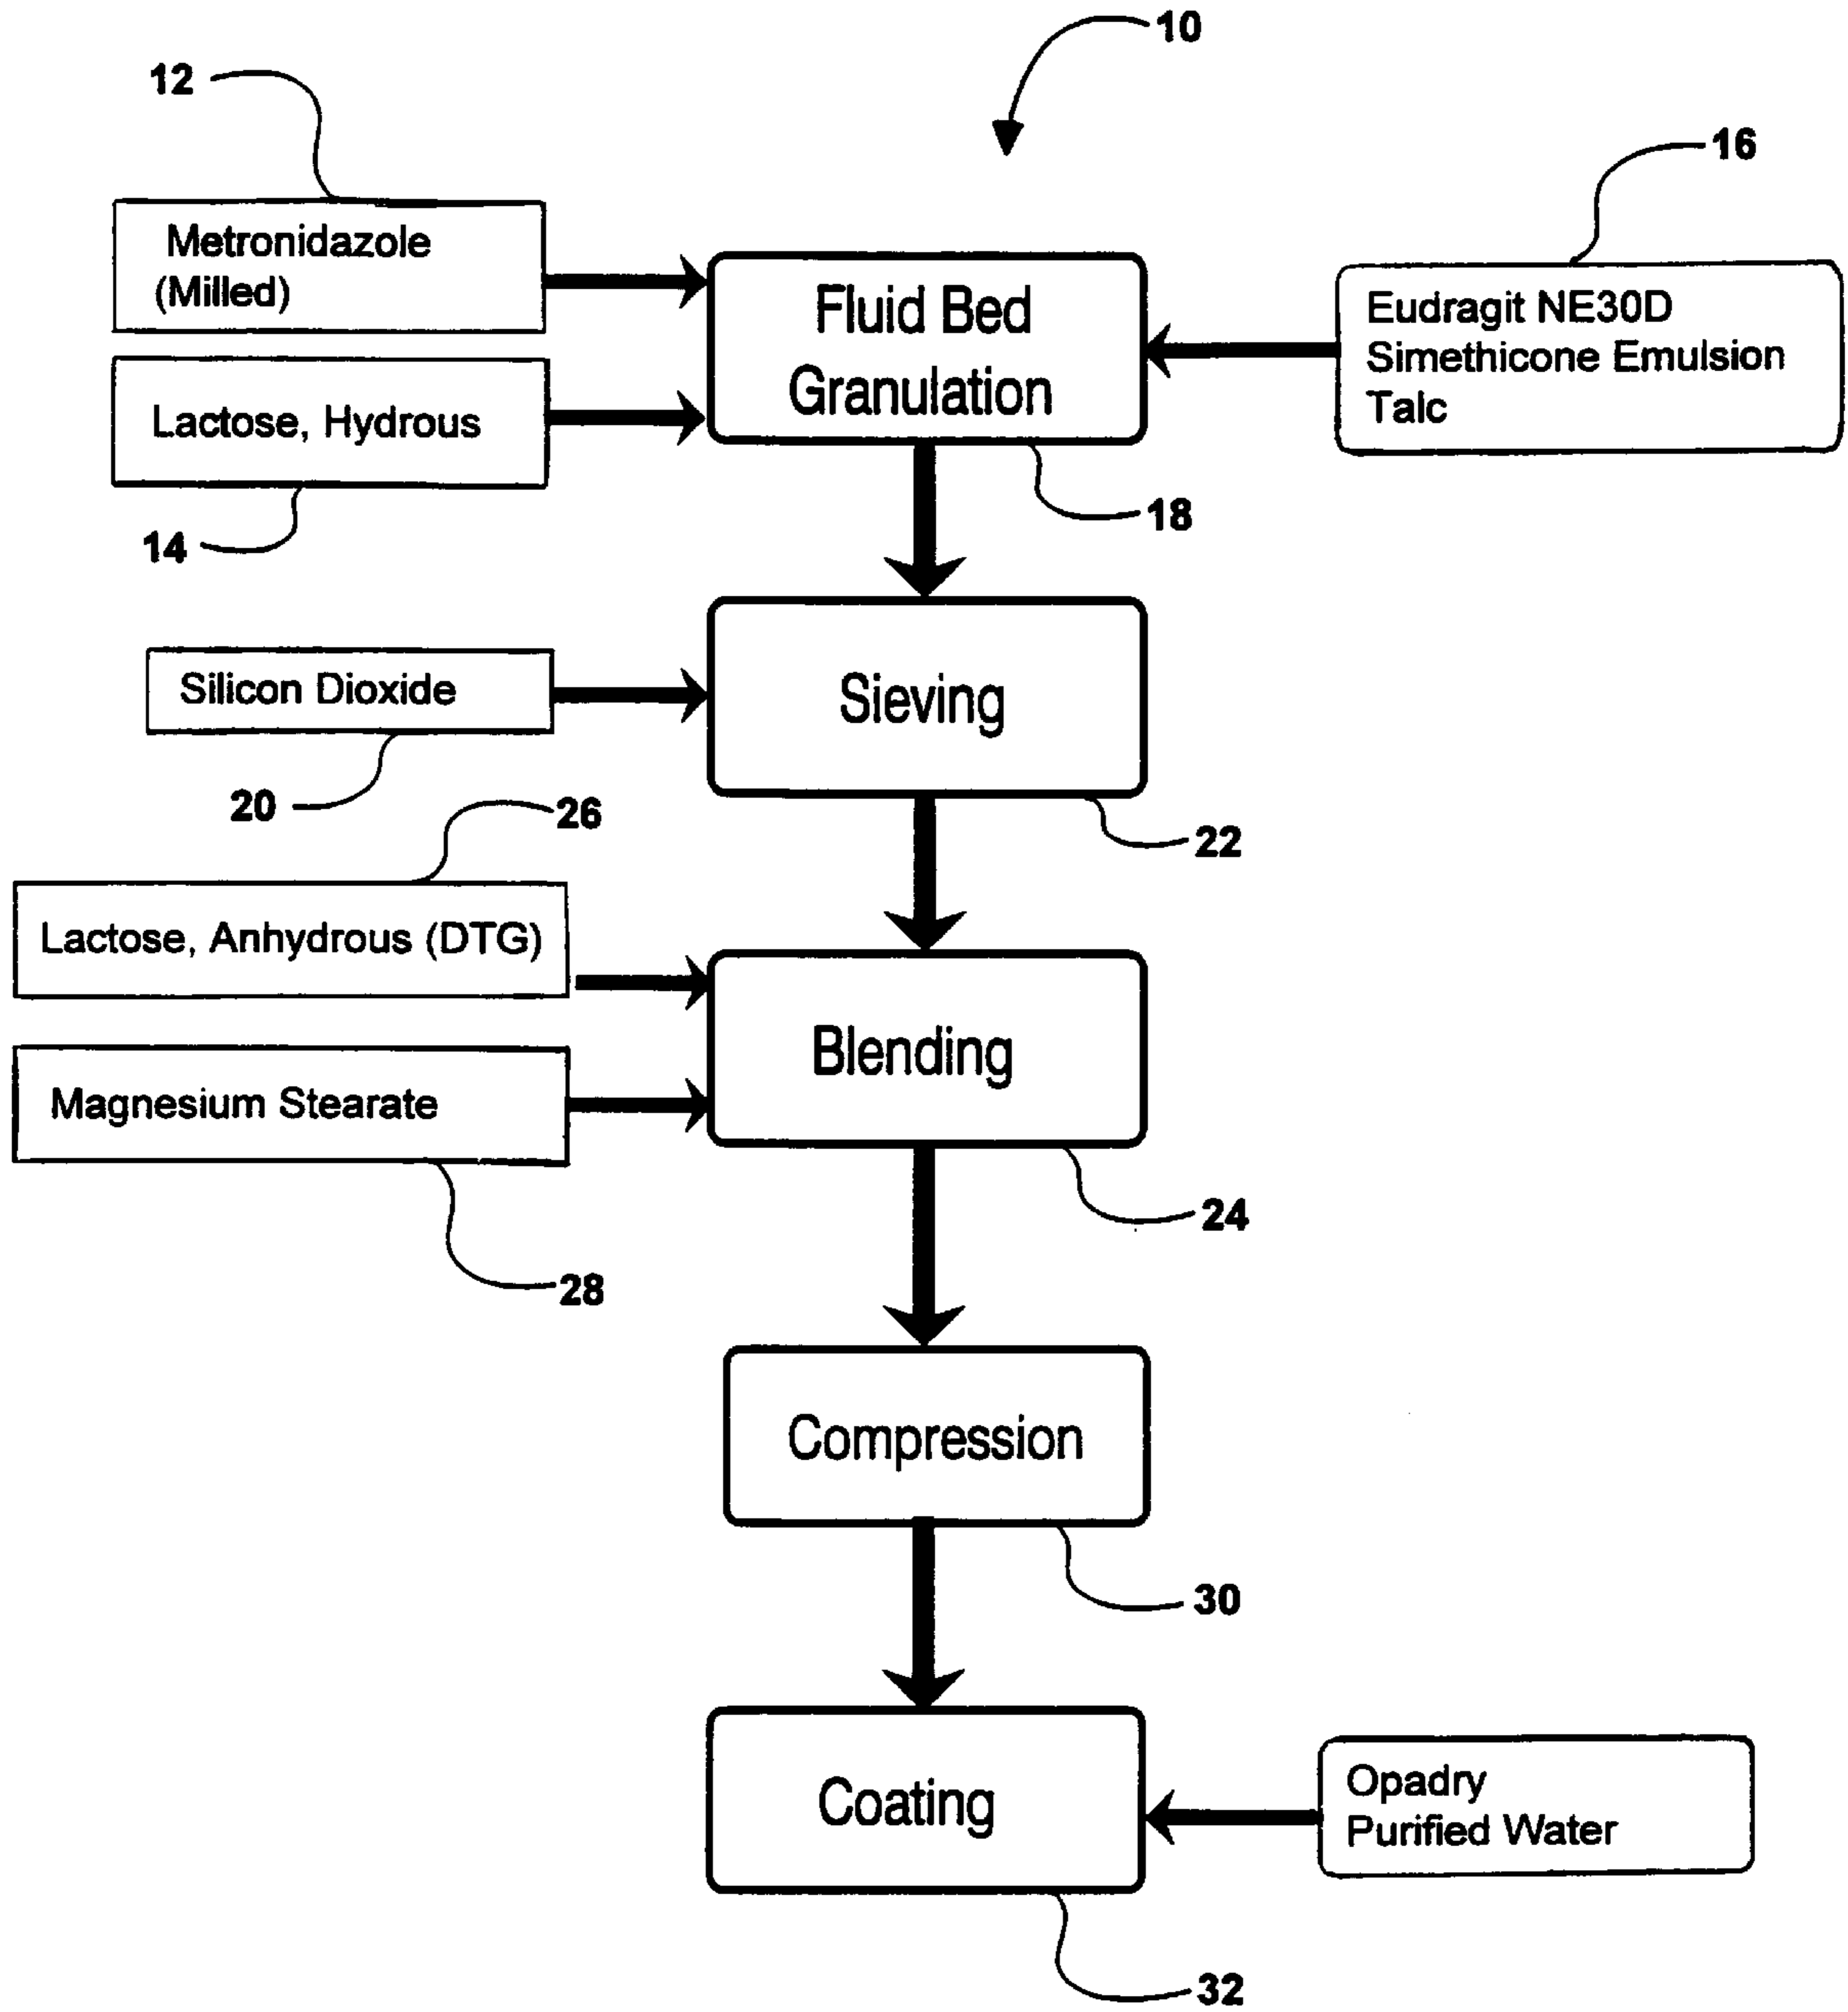 10
12
16
Metronidazole
(Milled)
Fluid Bed
Granulation
Eudragit NE30D
Simethicone Emulsion
Talc
Lactose, Hydrous
18
14
Silicon Dioxide
Sieving
20
26
22
Lactose, Anhydrous (DTG)
Blending
Magnesium Stearate
24
28
Compression
30
Coating
Opadry
Purified Water
32